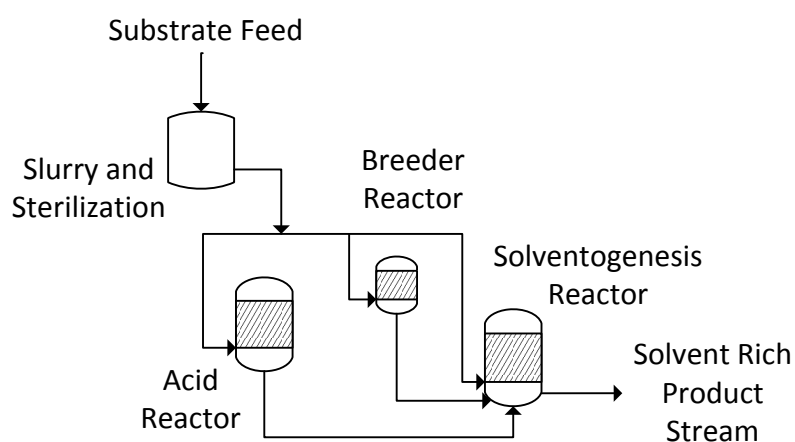 Substrate Feed
Slurry and
Sterilization
Breeder
Reactor
Solventogenesis
Reactor
Acid
Reactor
Solvent Rich
Product
Stream